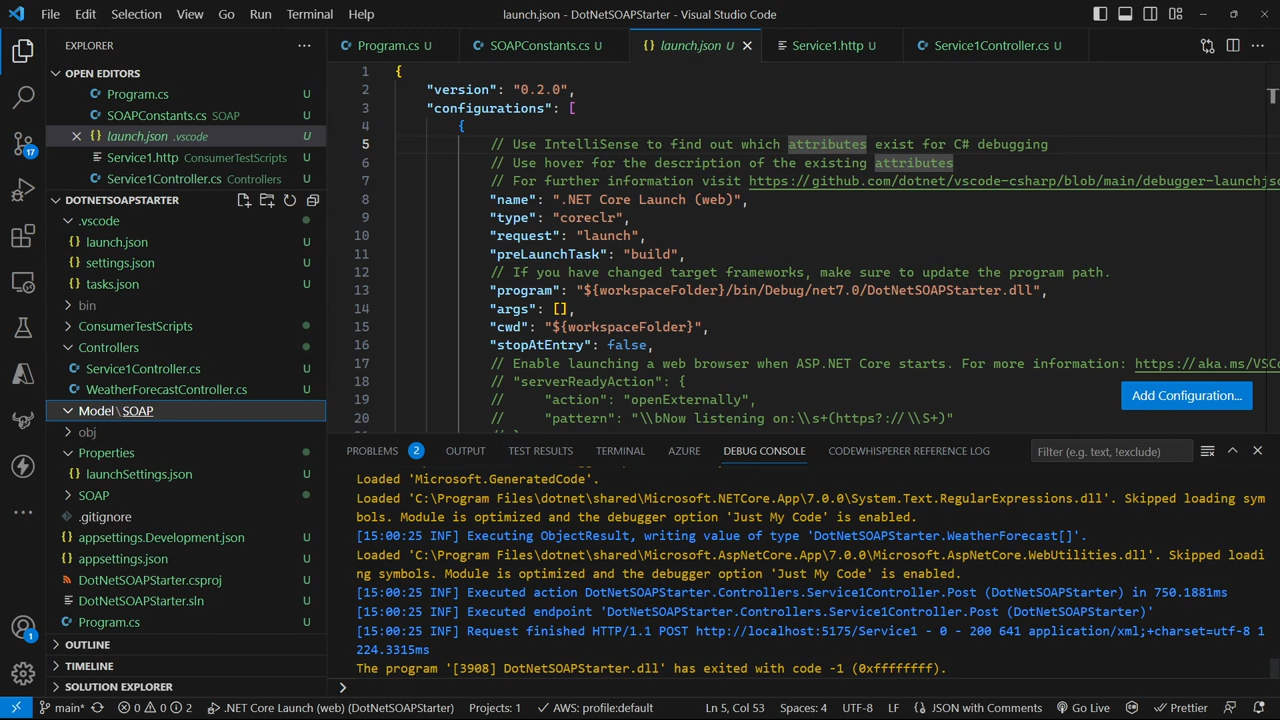 File Edit Selection View Go Run Terminal Help
launch.json - DotNetSOAPStarter - Visual Studio Code
EXPLORER
OPEN EDITORS
Program.cs U
SOAPConstants.cs SOAP U
{} launch.json .vscode U
Service1.http ConsumerTestScripts U
Service1Controller.cs Controllers U
DOTNETSOAPSTARTER
.vscode
{} launch.json U
{} settings.json U
{} tasks.json U
bin
ConsumerTestScripts
Controllers
Service1Controller.cs U
WeatherForecastController.cs U
Model\SOAP
obj
Properties
{} launchSettings.json U
SOAP
.gitignore U
{} appsettings.Development.json U
{} appsettings.json U
DotNetSOAPStarter.csproj U
DotNetSOAPStarter.sln U
Program.cs U
OUTLINE
TIMELINE
SOLUTION EXPLORER
17
1
Program.cs U SOAPConstants.cs U {} launch.json U Service1.http U Service1Controller.cs U
1 {
2 "version": "0.2.0",
3 "configurations": [
4 {
5 // Use IntelliSense to find out which attributes exist for C# debugging
6 // Use hover for the description of the existing attributes
7 // For further information visit https://github.com/dotnet/vscode-csharp/blob/main/debugger-launchjs
8 "name": ".NET Core Launch (web)",
9 "type": "coreclr",
10 "request": "launch",
11 "preLaunchTask": "build",
12 // If you have changed target frameworks, make sure to update the program path.
13 "program": "${workspaceFolder}/bin/Debug/net7.0/DotNetSOAPStarter.dll",
14 "args": [],
15 "cwd": "${workspaceFolder}",
16 "stopAtEntry": false,
17 // Enable launching a web browser when ASP.NET Core starts. For more information: https://aka.ms/VSC
18 // "serverReadyAction": {
19 // "action": "openExternally",
20 // "pattern": "\\bNow listening on:\\s+(https?://\\S+)"
Add Configuration...
PROBLEMS 2 OUTPUT TEST RESULTS TERMINAL AZURE DEBUG CONSOLE CODEWHISPERER REFERENCE LOG Filter (e.g. text, !exclude)
Loaded 'Microsoft.GeneratedCode'.
Loaded 'C:\Program Files\dotnet\shared\Microsoft.NETCore.App\7.0.0\System.Text.RegularExpressions.dll'. Skipped loading sym
bols. Module is optimized and the debugger option 'Just My Code' is enabled.
[15:00:25 INF] Executing ObjectResult, writing value of type 'DotNetSOAPStarter.WeatherForecast[]'.
Loaded 'C:\Program Files\dotnet\shared\Microsoft.AspNetCore.App\7.0.0\Microsoft.AspNetCore.WebUtilities.dll'. Skipped loadi
ng symbols. Module is optimized and the debugger option 'Just My Code' is enabled.
[15:00:25 INF] Executed action DotNetSOAPStarter.Controllers.Service1Controller.Post (DotNetSOAPStarter) in 750.1881ms
[15:00:25 INF] Executed endpoint 'DotNetSOAPStarter.Controllers.Service1Controller.Post (DotNetSOAPStarter)'
[15:00:25 INF] Request finished HTTP/1.1 POST http://localhost:5175/Service1 - 0 - 200 641 application/xml;+charset=utf-8 1
224.3315ms
The program '[3908] DotNetSOAPStarter.dll' has exited with code -1 (0xffffffff).
main* 0 0 2 .NET Core Launch (web) (DotNetSOAPStarter) Projects: 1 AWS: profile:default Ln 5, Col 53 Spaces: 4 UTF-8 LF {} JSON with Comments Go Live Prettier